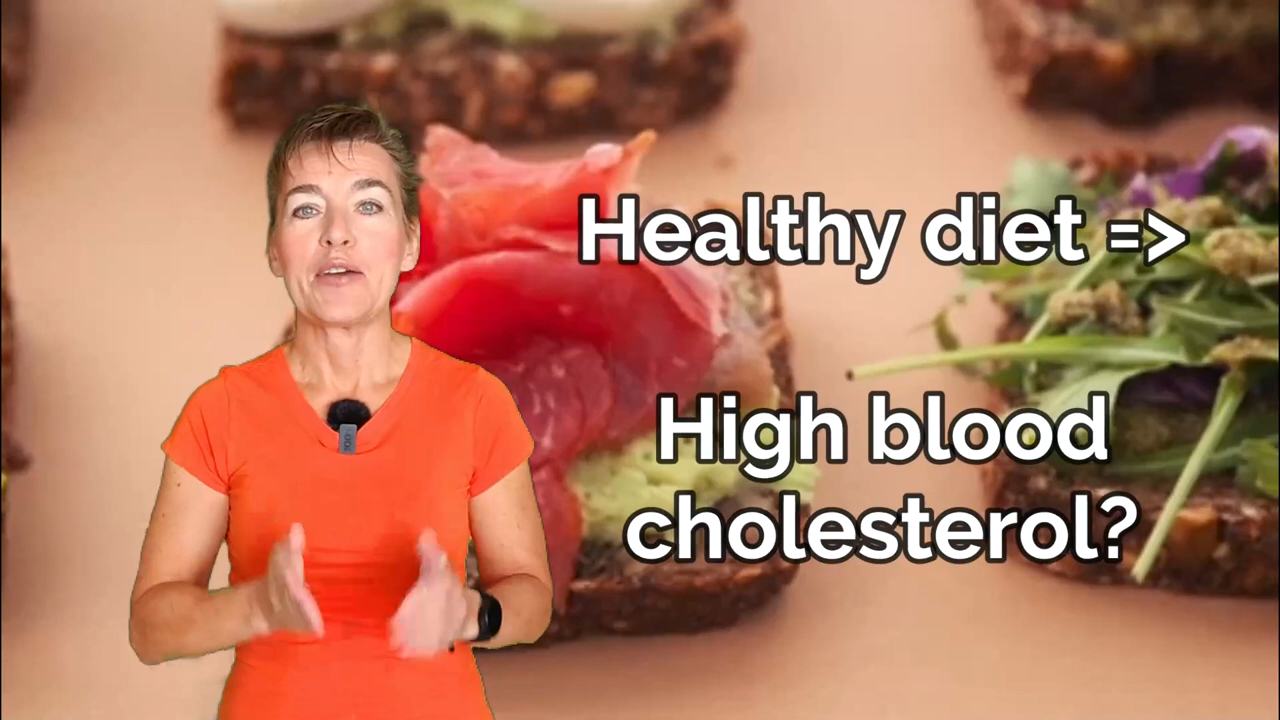 Healthy diet =>
High blood
cholesterol?